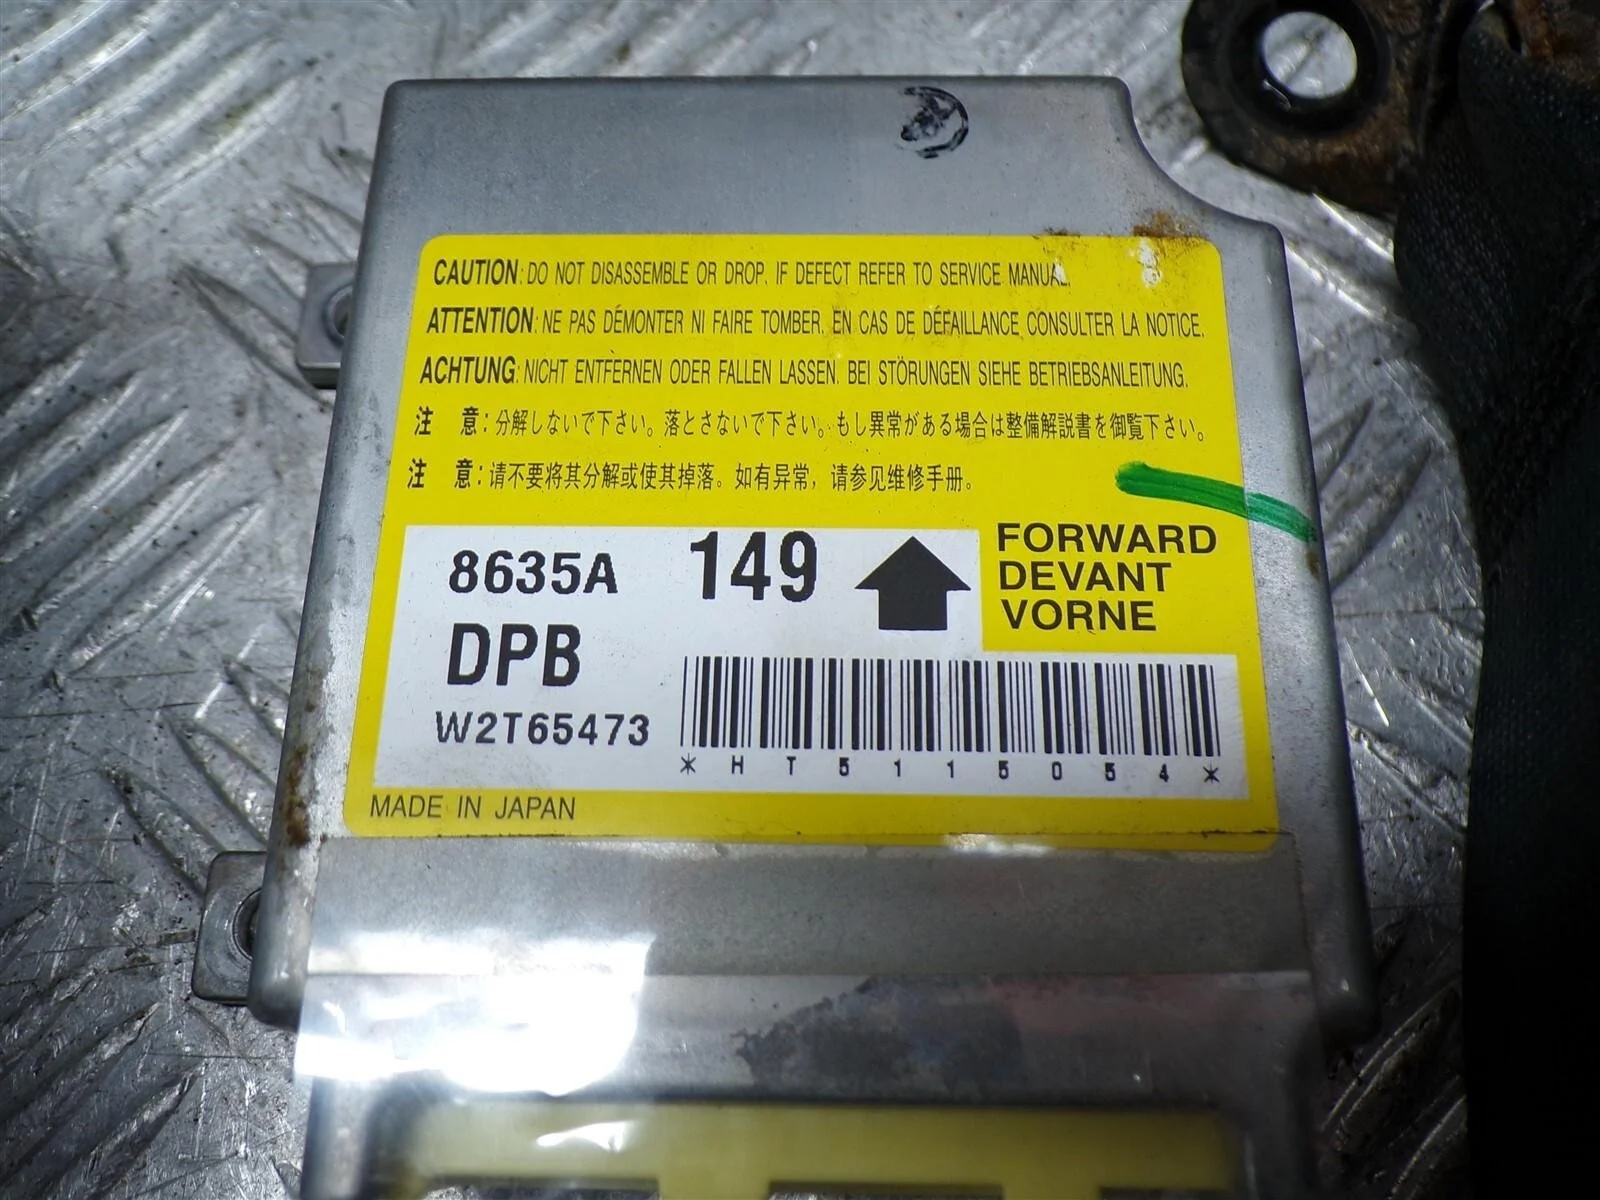 CAUTION: DO NOT DISASSEMBLE OR DROP. IF DEFECT REFER TO SERVICE MANUAL.
ATTENTION: NE PAS DÉMONTER NI FAIRE TOMBER. EN CAS DE DÉFAILLANCE CONSULTER LA NOTICE.
ACHTUNG: NICHT ENTFERNEN ODER FALLEN LASSEN. BEI STÖRUNGEN SIEHE BETRIEBSANLEITUNG.
注 意：分解しないで下さい。落とさないで下さい。もし異常がある場合は整備解説書を御覧下さい。
注 意：请不要将其分解或使其掉落。如有异常，请参见维修手册。
8635A 149
FORWARD
DEVANT
VORNE
DPB
W2T65473
*HT5115054*
MADE IN JAPAN